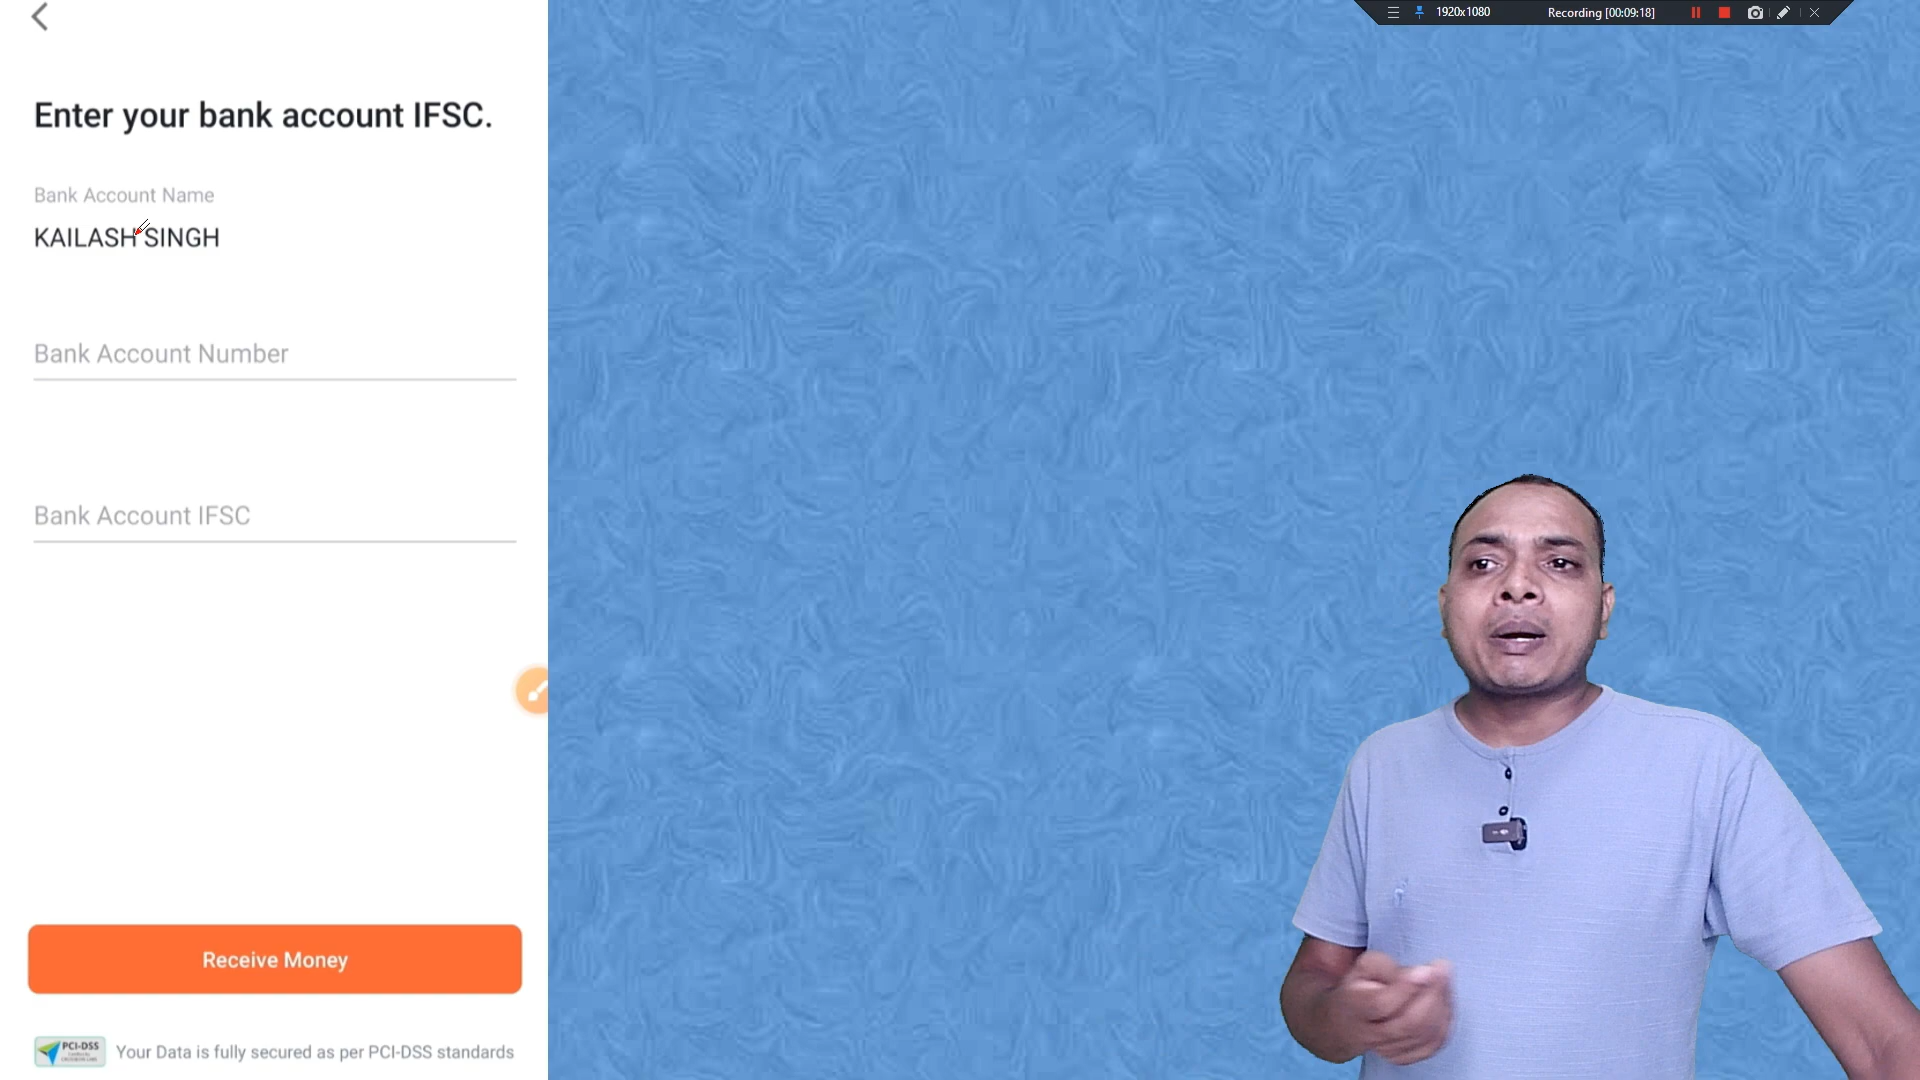 1920x1080 Recording [00:09:18]
Enter your bank account IFSC.
Bank Account Name
KAILASH SINGH
Bank Account Number
Bank Account IFSC
Receive Money
PCI-DSS
Your Data is fully secured as per PCI-DSS standards